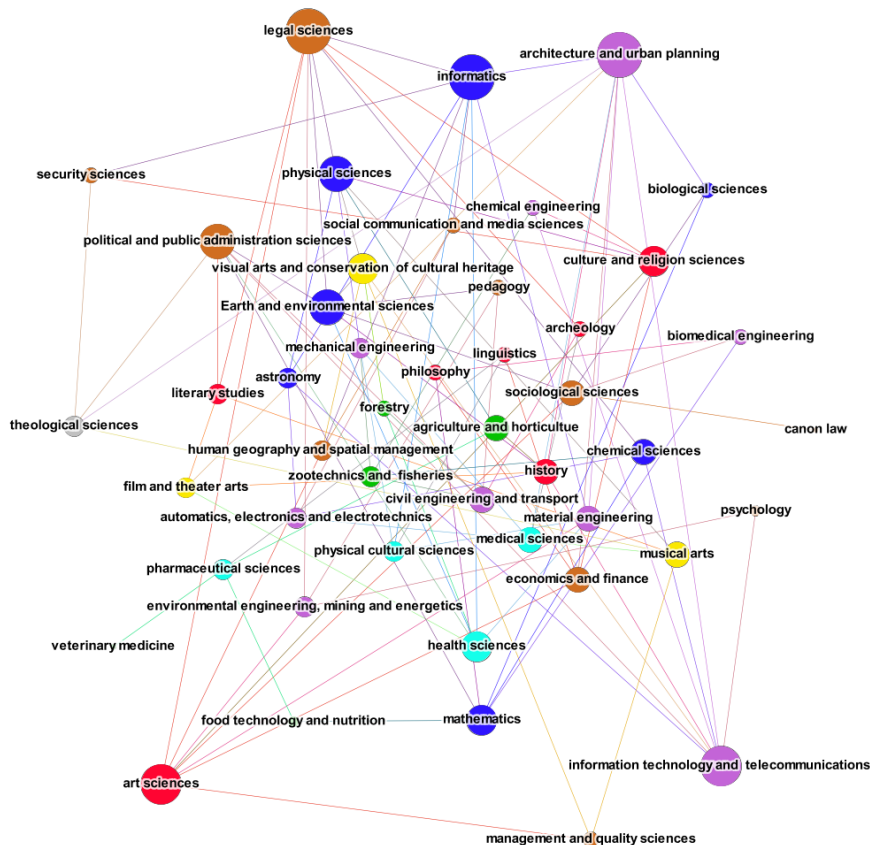 legal sciences
architecture and urban planning
informatics
security sciences
physical sciences
biological sciences
chemical engineering
social communication and media sciences
political and public administration sciences
culture and religion sciences
visual arts and conservation of cultural heritage
pedagogy
Earth and environmental sciences
archeology
biomedical engineering
mechanical engineering
linguistics
philosophy
astronomy
literary studies
sociological sciences
forestry
theological sciences
agriculture and horticultue
canon law
human geography and spatial management
chemical sciences
zootechnics and fisheries
history
film and theater arts
civil engineering and transport
psychology
automatics, electronics and electrotechnics
material engineering
medical sciences
physical cultural sciences
musical arts
pharmaceutical sciences
economics and finance
environmental engineering, mining and energetics
veterinary medicine
health sciences
food technology and nutrition
mathematics
information technology and telecommunications
art sciences
management and quality sciences